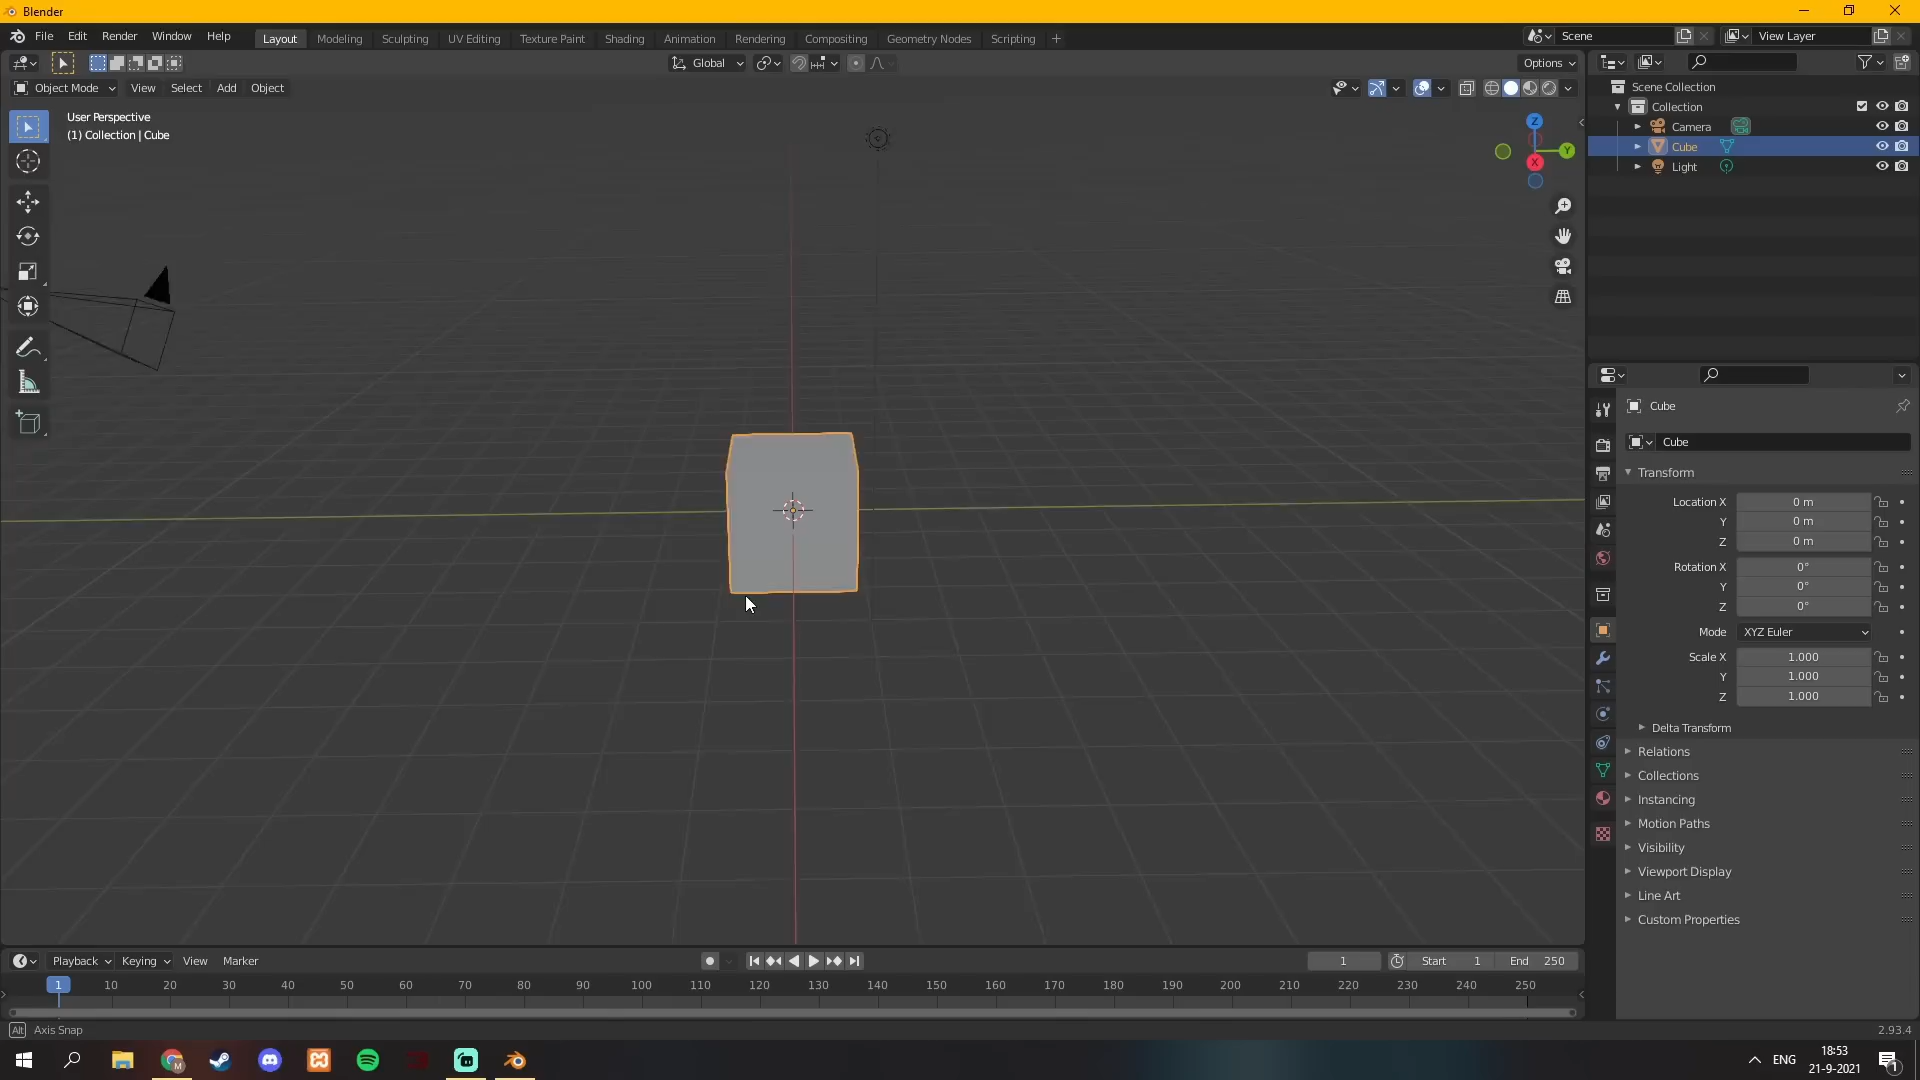 Blender
File Edit Render Window Help
Layout Modeling Sculpting UV Editing Texture Paint Shading Animation Rendering Compositing Geometry Nodes Scripting +
Scene
View Layer
Global
Options
Object Mode View Select Add Object
User Perspective
(1) Collection | Cube
Z
Y
X
Scene Collection
Collection
Camera
Cube
Light
Cube
Cube
Transform
Location X 0 m
Y 0 m
Z 0 m
Rotation X 0°
Y 0°
Z 0°
Mode XYZ Euler
Scale X 1.000
Y 1.000
Z 1.000
Delta Transform
Relations
Collections
Instancing
Motion Paths
Visibility
Viewport Display
Line Art
Custom Properties
Playback Keying View Marker
1 Start 1 End 250
1 10 20 30 40 50 60 70 80 90 100 110 120 130 140 150 160 170 180 190 200 210 220 230 240 250
Alt Axis Snap
2.93.4
ENG
18:53
21-9-2021
1